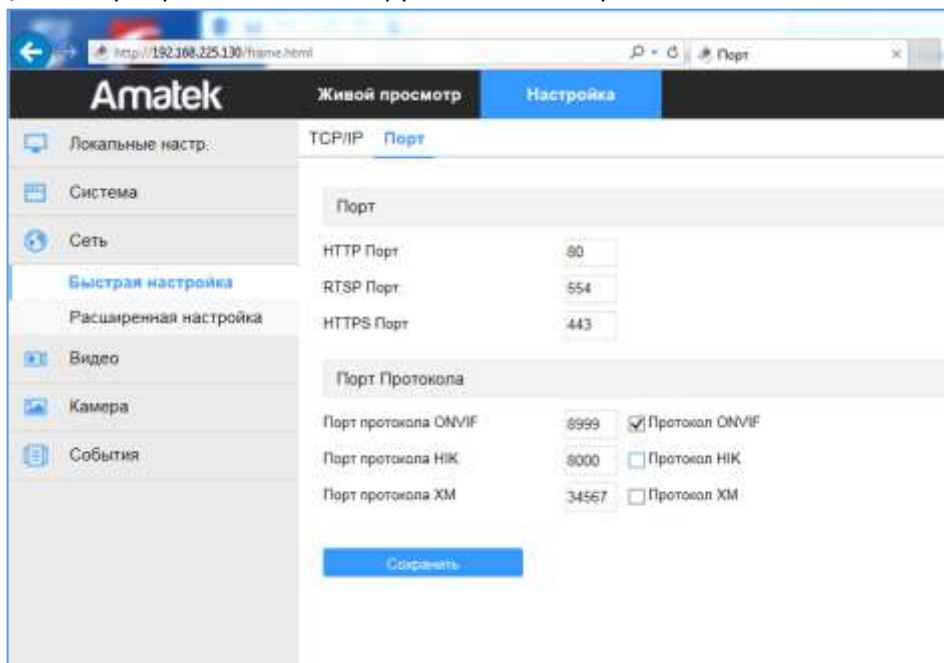 http://192.168.225.130/frame.html
Порт
Amatek
Живой просмотр
Настройка
Локальные настр.
Система
Сеть
Быстрая настройка
Расширенная настройка
Видео
Камера
События
TCP/IP Порт
Порт
HTTP Порт 80
RTSP Порт 554
HTTPS Порт 443
Порт Протокола
Порт протокола ONVIF 8999 Протокол ONVIF
Порт протокола HIK 8000 Протокол HIK
Порт протокола XM 34567 Протокол XM
Сохранить